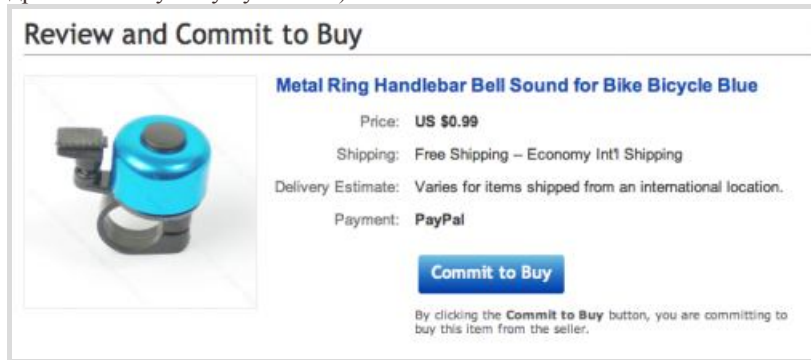 Review and Commit to Buy
Metal Ring Handlebar Bell Sound for Bike Bicycle Blue
Price: US $0.99
Shipping: Free Shipping -- Economy Int'l Shipping
Delivery Estimate: Varies for items shipped from an international location.
Payment: PayPal
Commit to Buy
By clicking the Commit to Buy button, you are committing to
buy this item from the seller.